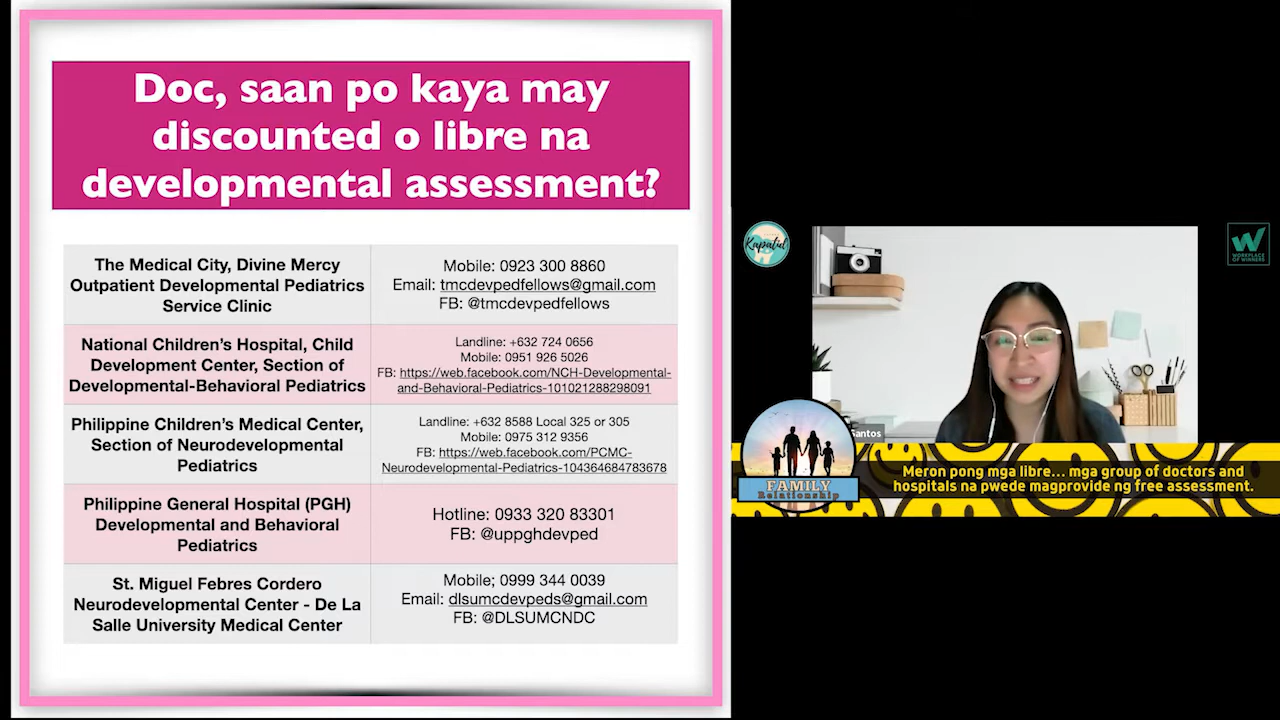 Doc, saan po kaya may
discounted o libre na
developmental assessment?
The Medical City, Divine Mercy
Outpatient Developmental Pediatrics
Service Clinic
Mobile: 0923 300 8860
Email: tmcdevpedfellows@gmail.com
FB: @tmcdevpedfellows
National Children’s Hospital, Child
Development Center, Section of
Developmental-Behavioral Pediatrics
Landline: +632 724 0656
Mobile: 0951 926 5026
FB: https://web.facebook.com/NCH-Developmental-
and-Behavioral-Pediatrics-101021288298091
Philippine Children’s Medical Center,
Section of Neurodevelopmental
Pediatrics
Landline: +632 8588 Local 325 or 305
Mobile: 0975 312 9356
FB: https://web.facebook.com/PCMC-
Neurodevelopmental-Pediatrics-104364684783678
Philippine General Hospital (PGH)
Developmental and Behavioral
Pediatrics
Hotline: 0933 320 83301
FB: @uppghdevped
St. Miguel Febres Cordero
Neurodevelopmental Center - De La
Salle University Medical Center
Mobile; 0999 344 0039
Email: dlsumcdevpeds@gmail.com
FB: @DLSUMCNDC
Kapatid
W
WORKPLACE
OF WINNERS
Santos
FAMILY
Relationship
Meron pong mga libre... mga group of doctors and
hospitals na pwede magprovide ng free assessment.